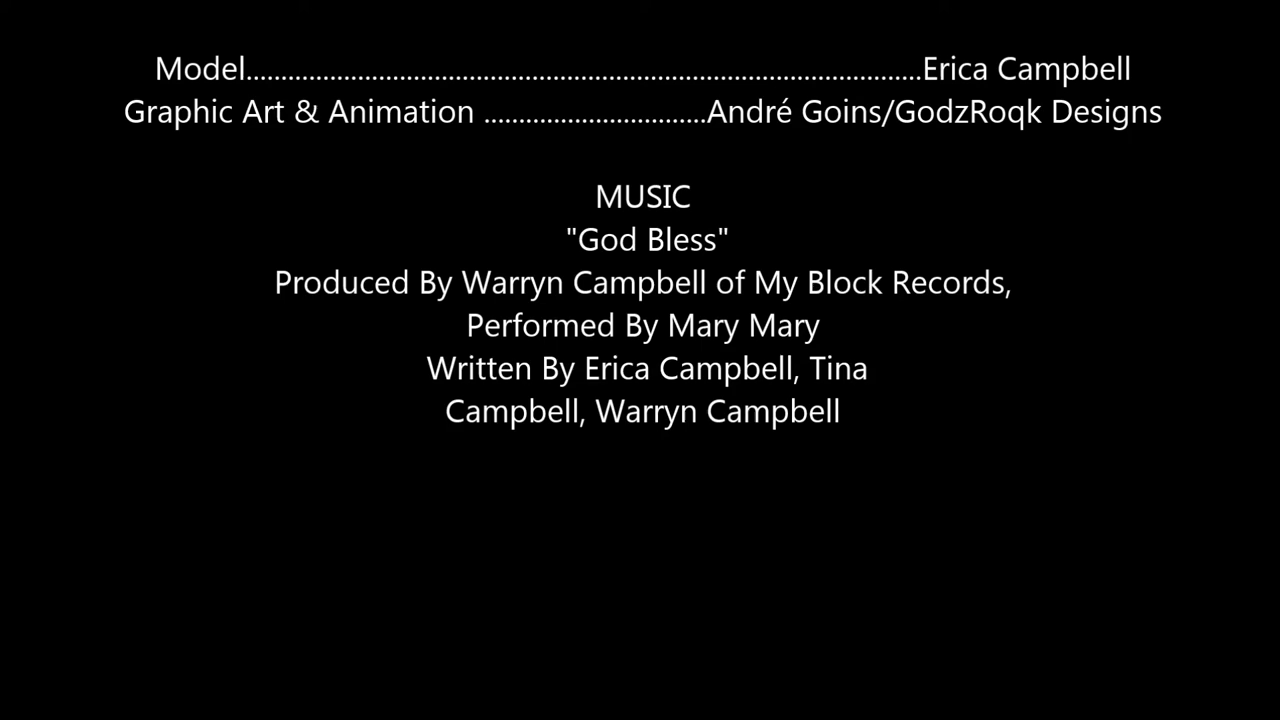 Model.................................................................................................Erica Campbell
Graphic Art & Animation ................................André Goins/GodzRoqk Designs
MUSIC
"God Bless"
Produced By Warryn Campbell of My Block Records,
Performed By Mary Mary
Written By Erica Campbell, Tina
Campbell, Warryn Campbell